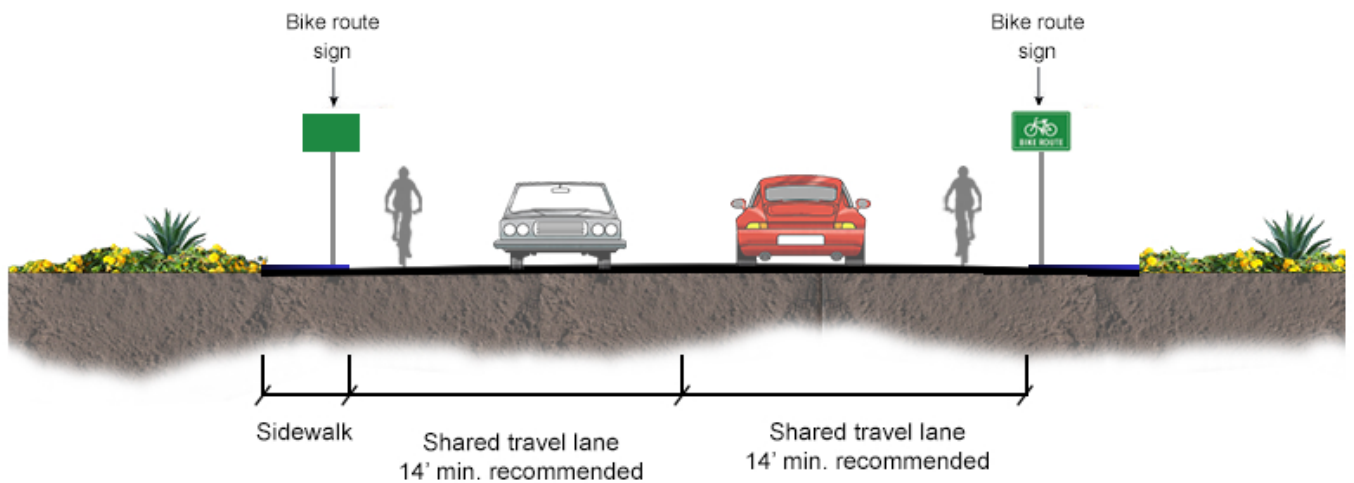 Bike route
sign
Bike route
sign
BIKE ROUTE
Sidewalk
Shared travel lane
14' min. recommended
Shared travel lane
14' min. recommended